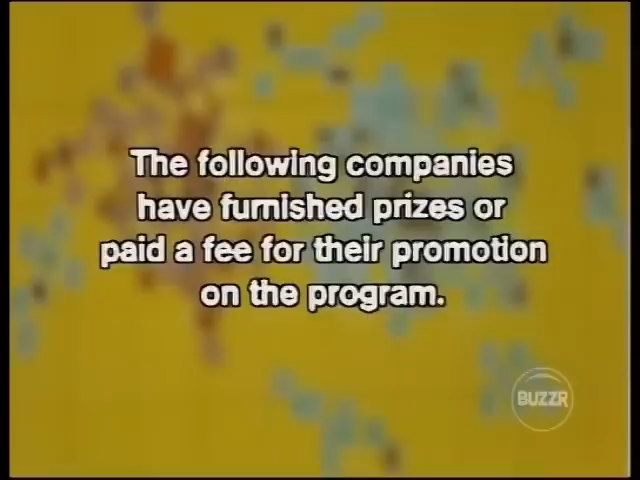 The following companies
have furnished prizes or
paid a fee for their promotion
on the program.
BUZZR